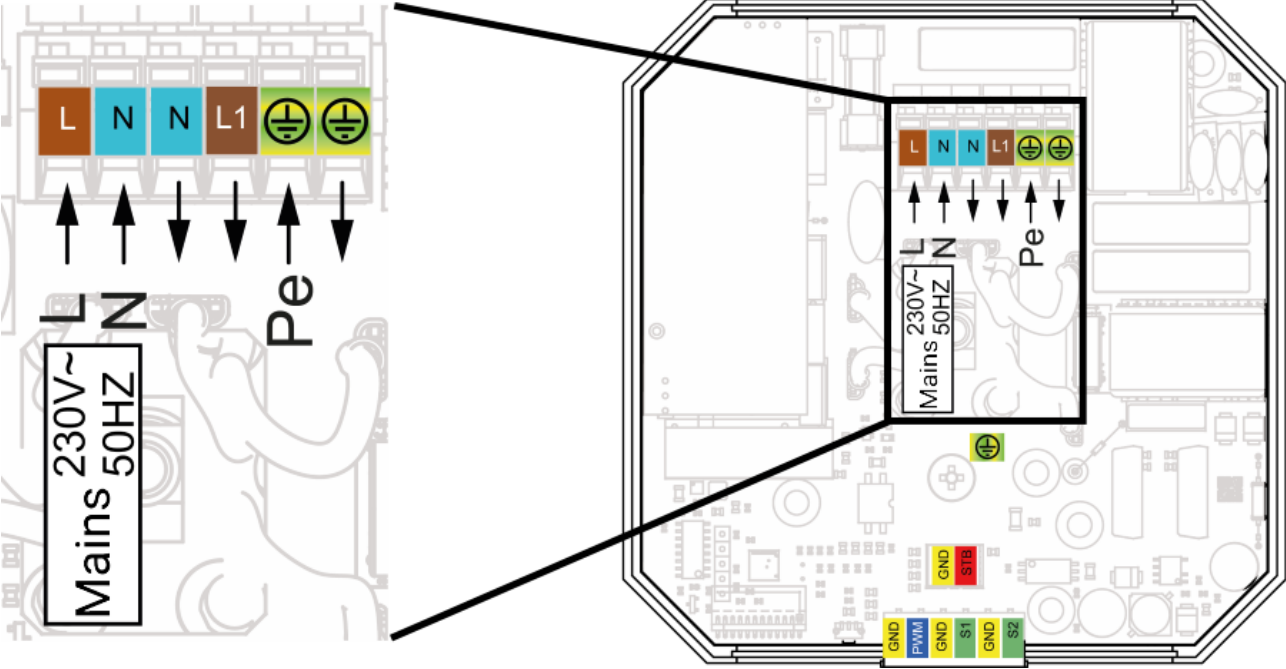 L N N L1
L N Pe
Mains 230V~
50HZ
L N N L1
L N Pe
Mains 230V~
50HZ
GND STB
GND PWM GND S1 GND S2